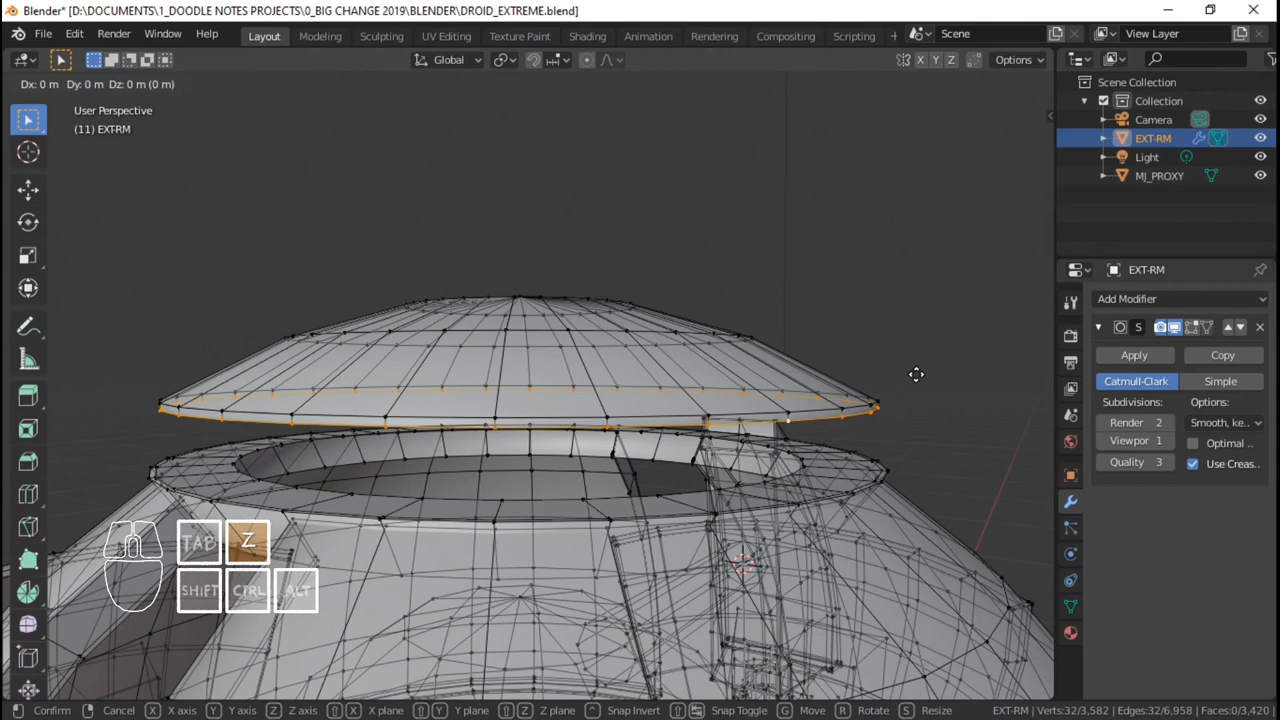 Blender* [D:\DOCUMENTS\1_DOODLE NOTES PROJECTS\0_BIG CHANGE 2019\BLENDER\DROID_EXTREME.blend]
File Edit Render Window Help Layout Modeling Sculpting UV Editing Texture Paint Shading Animation Rendering Compositing Scripting + Scene View Layer
Global X Y Z Options
Dx: 0 m Dy: 0 m Dz: 0 m (0 m)
User Perspective
(11) EXT-RM
Scene Collection
Collection
Camera
EXT-RM
Light
MJ_PROXY
EXT-RM
Add Modifier
S
Apply Copy
Catmull-Clark Simple
Subdivisions: Options:
Render 2 Smooth, ke..
Viewpor 1 Optimal ..
Quality 3 Use Creas..
TAB Z
SHIFT CTRL ALT
Confirm Cancel X X axis Y Y axis Z Z axis X X plane Y Y plane Z Z plane ^ Snap Invert Snap Toggle G Move R Rotate S Resize EXT-RM | Verts:32/3,582 | Edges:32/6,958 | Faces:0/3,420